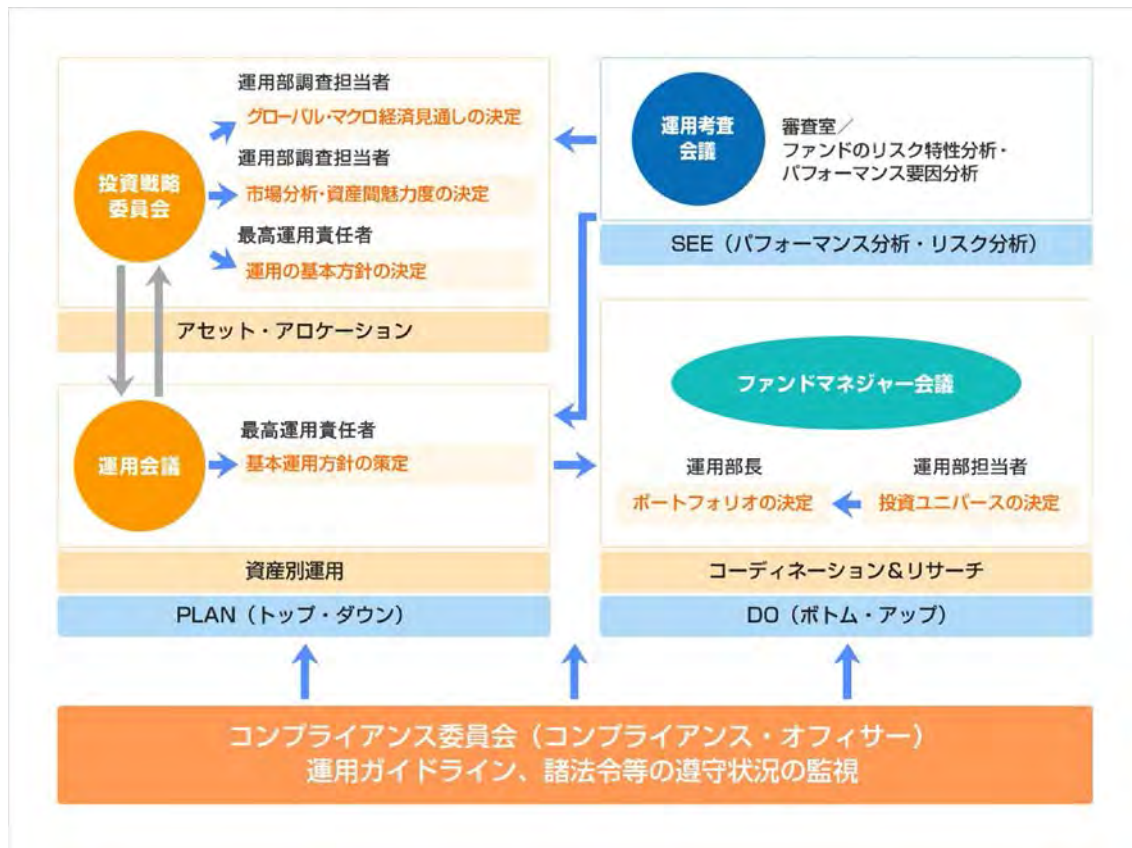 運用部調査担当者
グローバル・マクロ経済見通しの決定
投資戦略
委員会
運用部調査担当者
市場分析・資産間魅力度の決定
最高運用責任者
運用の基本方針の決定
アセット・アロケーション
運用考査
会議
審査室／
ファンドのリスク特性分析・
パフォーマンス要因分析
SEE（パフォーマンス分析・リスク分析）
運用会議
最高運用責任者
基本運用方針の策定
資産別運用
PLAN（トップ・ダウン）
ファンドマネジャー会議
運用部長
ポートフォリオの決定
運用部担当者
投資ユニバースの決定
コーディネーション＆リサーチ
DO（ボトム・アップ）
コンプライアンス委員会（コンプライアンス・オフィサー）
運用ガイドライン、諸法令等の遵守状況の監視